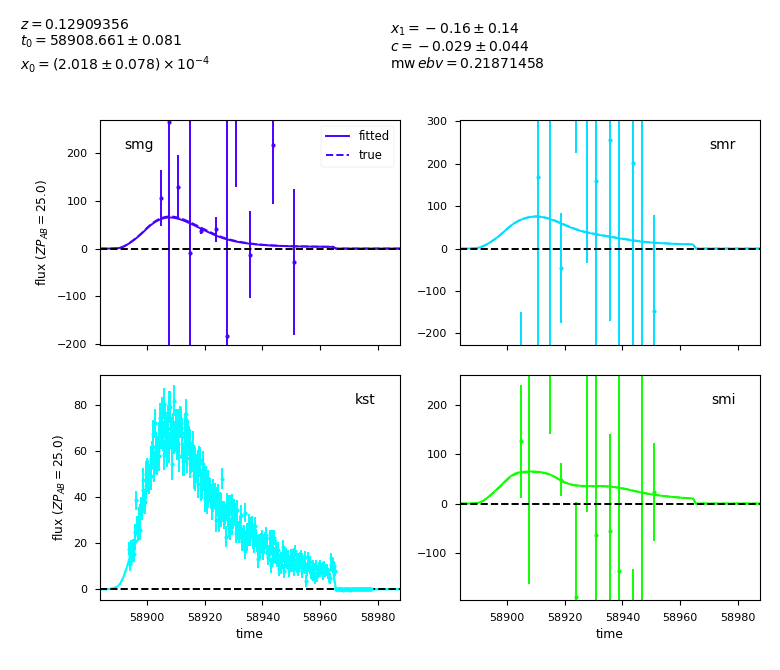 z = 0.12909356
t₀ = 58908.661 ± 0.081
x₀ = (2.018 ± 0.078) × 10⁻⁴
x₁ = −0.16 ± 0.14
c = −0.029 ± 0.044
mw ebv = 0.21871458
smg
fitted
true
200
100
0
−100
−200
flux (ZP_AB = 25.0)
smr
300
200
100
0
−100
−200
kst
80
60
40
20
0
flux (ZP_AB = 25.0)
58900 58920 58940 58960 58980
time
smi
200
100
0
−100
58900 58920 58940 58960 58980
time